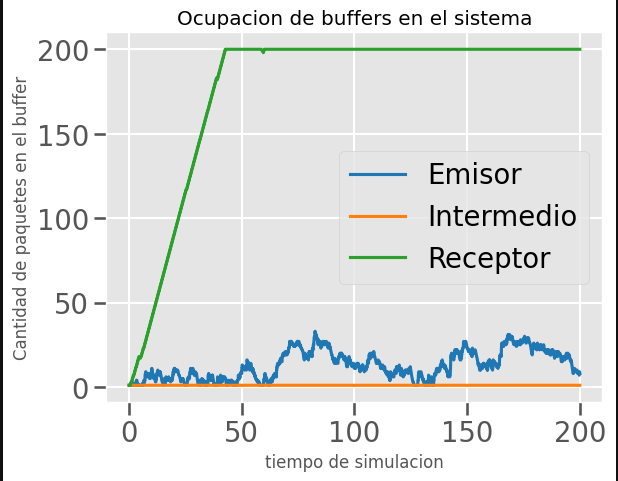 Ocupacion de buffers en el sistema
Cantidad de paquetes en el buffer
200
150
100
50
0
Emisor
Intermedio
Receptor
0 50 100 150 200
tiempo de simulacion